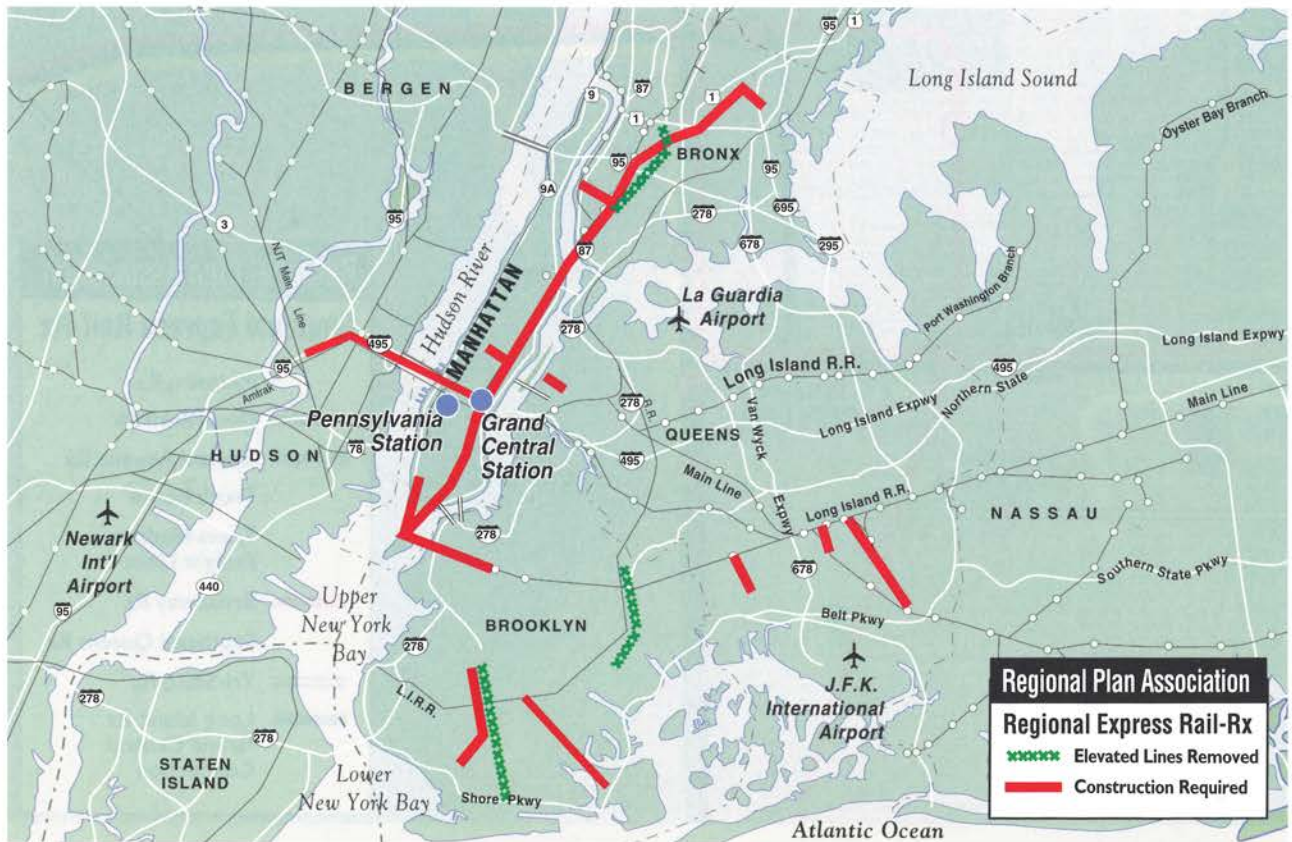 95
1
BERGEN
9
87
1
1
Long Island Sound
Oyster Bay Branch
95
BRONX
95
9A
3
95
278
695
678
295
NJT Main
Line
Hudson River
MANHATTAN
87
La Guardia
Airport
Port Washington Branch
278
495
Long Island R.R.
Long Island Expwy
495
Northern State
95
Amtrak
Pennsylvania
Station
Grand
Central
Station
278
R.R.
Van Wyck
Expwy
Long Island Expwy
Main Line
QUEENS
HUDSON
78
495
Main Line
Long Island R.R.
NASSAU
Newark
Int'l
Airport
278
678
Southern State Pkwy
440
95
Upper
New York
Bay
BROOKLYN
Belt Pkwy
278
L.I.R.R.
J.F.K.
International
Airport
278
278
STATEN
ISLAND
Lower
New York Bay
Shore Pkwy
Atlantic Ocean
Regional Plan Association
Regional Express Rail-Rx
Elevated Lines Removed
Construction Required